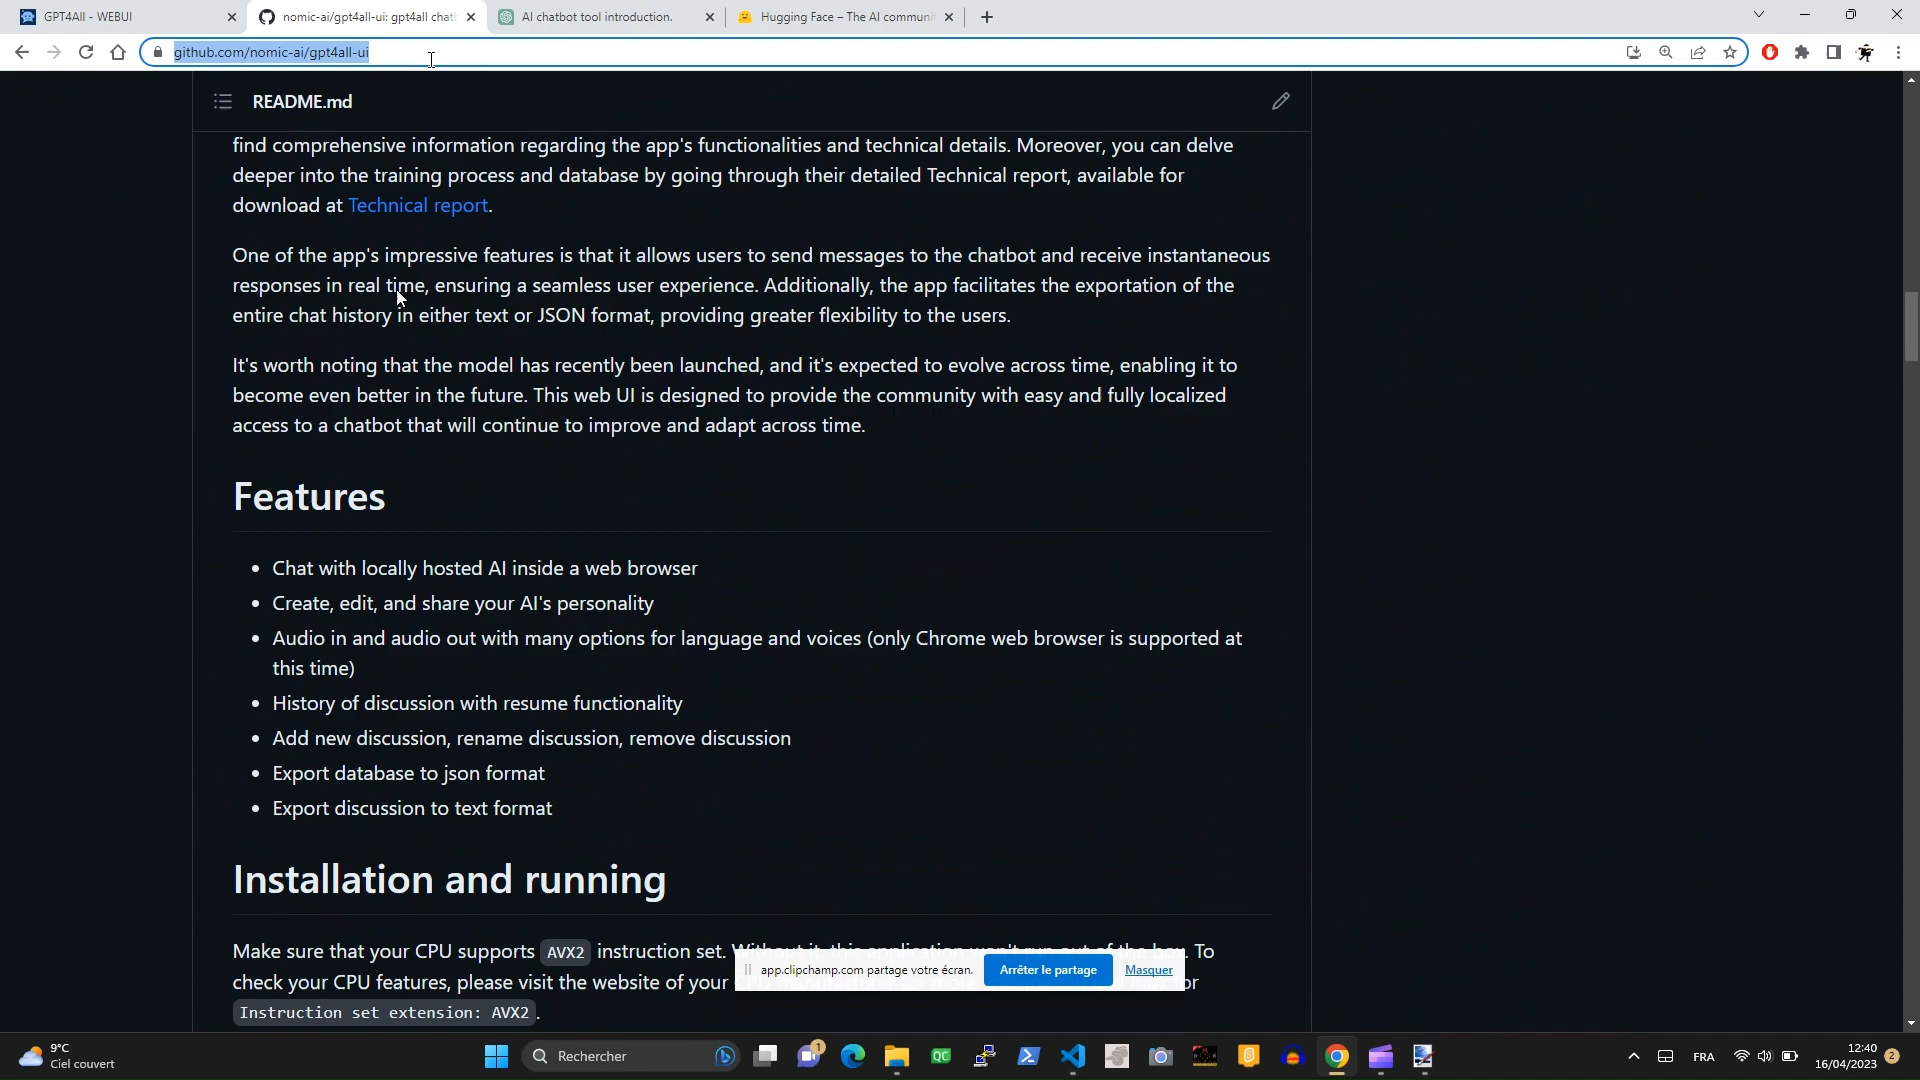 GPT4All - WEBUI
nomic-ai/gpt4all-ui: gpt4all chatb
AI chatbot tool introduction.
Hugging Face – The AI communi
github.com/nomic-ai/gpt4all-ui
README.md
find comprehensive information regarding the app's functionalities and technical details. Moreover, you can delve
deeper into the training process and database by going through their detailed Technical report, available for
download at Technical report.
One of the app's impressive features is that it allows users to send messages to the chatbot and receive instantaneous
responses in real time, ensuring a seamless user experience. Additionally, the app facilitates the exportation of the
entire chat history in either text or JSON format, providing greater flexibility to the users.
It's worth noting that the model has recently been launched, and it's expected to evolve across time, enabling it to
become even better in the future. This web UI is designed to provide the community with easy and fully localized
access to a chatbot that will continue to improve and adapt across time.
Features
• Chat with locally hosted AI inside a web browser
• Create, edit, and share your AI's personality
• Audio in and audio out with many options for language and voices (only Chrome web browser is supported at
this time)
• History of discussion with resume functionality
• Add new discussion, rename discussion, remove discussion
• Export database to json format
• Export discussion to text format
Installation and running
Make sure that your CPU supports AVX2 instruction set. Without it, this application won't run out of the box. To
check your CPU features, please visit the website of your
Instruction set extension: AVX2.
app.clipchamp.com partage votre écran.
Arrêter le partage
Masquer
9°C
Ciel couvert
Rechercher
1
QC
FRA
12:40
16/04/2023
2